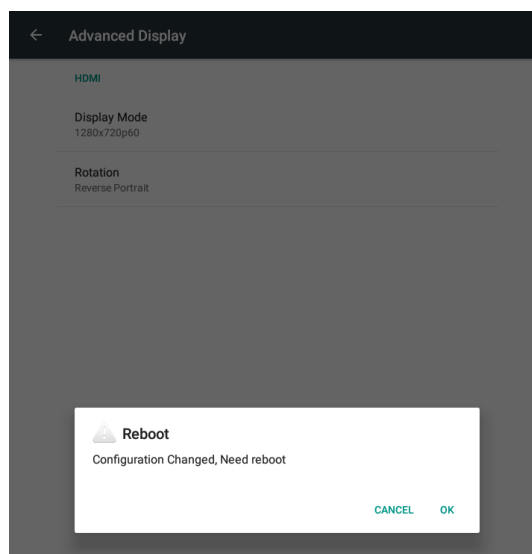 Advanced Display
HDMI
Display Mode
1280x720p60
Rotation
Reverse Portrait
Reboot
Configuration Changed, Need reboot
CANCEL OK